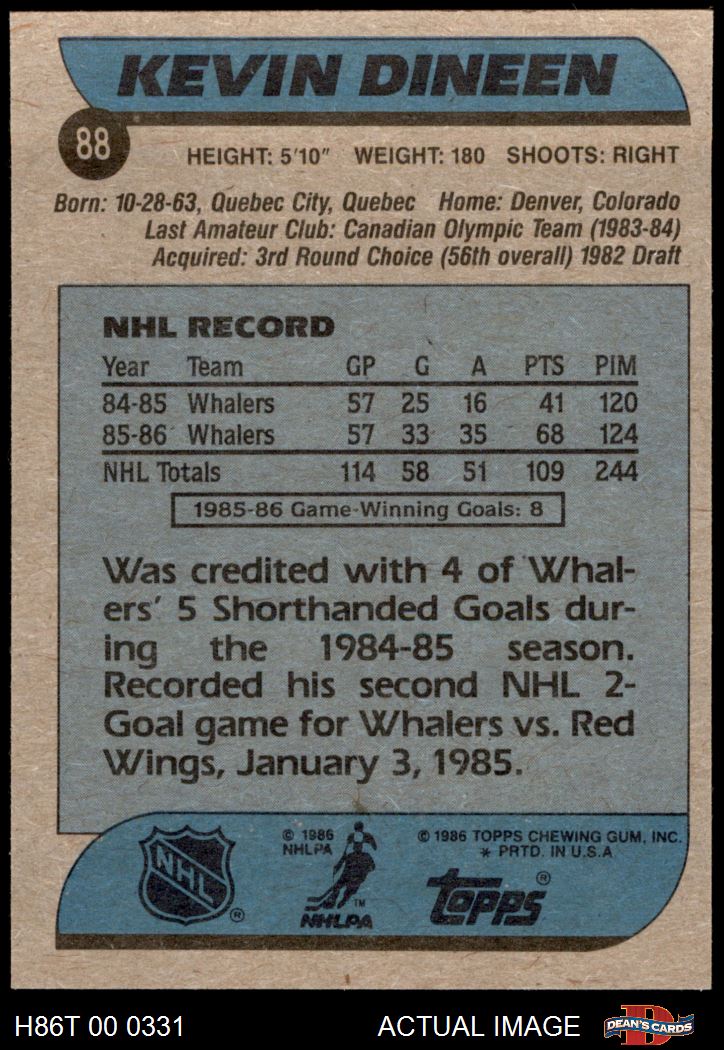 KEVIN DINEEN
88
HEIGHT: 5'10" WEIGHT: 180 SHOOTS: RIGHT
Born: 10-28-63, Quebec City, Quebec Home: Denver, Colorado
Last Amateur Club: Canadian Olympic Team (1983-84)
Acquired: 3rd Round Choice (56th overall) 1982 Draft
NHL RECORD
Year Team GP G A PTS PIM
84-85 Whalers 57 25 16 41 120
85-86 Whalers 57 33 35 68 124
NHL Totals 114 58 51 109 244
1985-86 Game-Winning Goals: 8
Was credited with 4 of Whal-
ers' 5 Shorthanded Goals dur-
ing the 1984-85 season.
Recorded his second NHL 2-
Goal game for Whalers vs. Red
Wings, January 3, 1985.
NHL ®
© 1986
NHLPA
TM
NHLPA
© 1986 TOPPS CHEWING GUM, INC.
* PRTD. IN U.S.A
topps ®
H86T 00 0331 ACTUAL IMAGE
D
DEAN'S CARDS